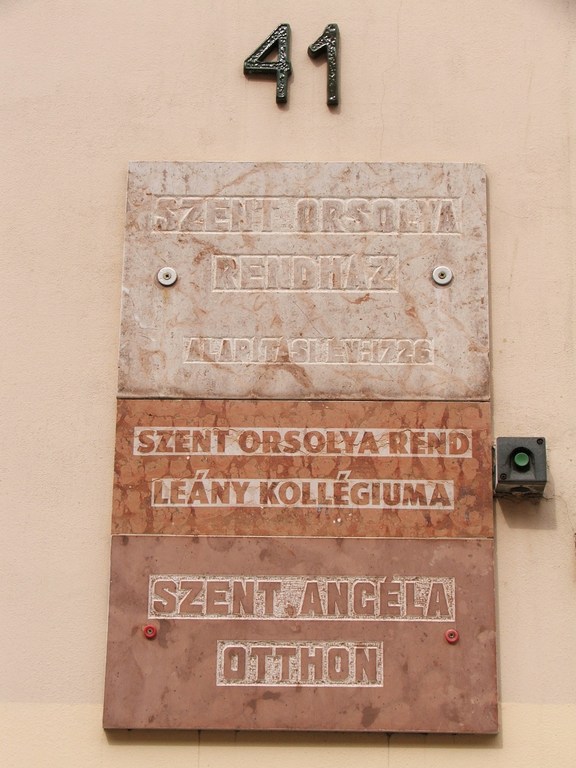 41
SZENT ORSOLYA
RENDHÁZ
ALAPÍTÁSI ÉV: 1726
SZENT ORSOLYA REND
LEÁNY KOLLÉGIUMA
SZENT ANGÉLA
OTTHON